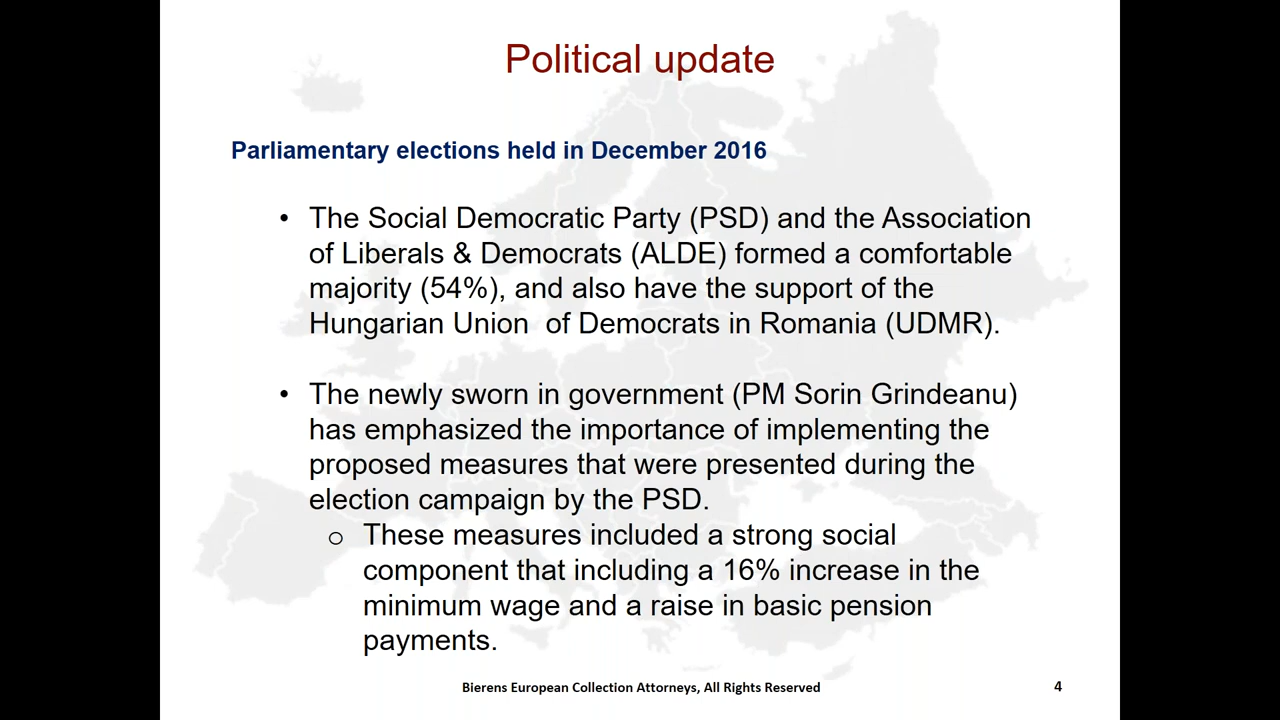 Political update
Parliamentary elections held in December 2016
• The Social Democratic Party (PSD) and the Association
of Liberals & Democrats (ALDE) formed a comfortable
majority (54%), and also have the support of the
Hungarian Union  of Democrats in Romania (UDMR).
• The newly sworn in government (PM Sorin Grindeanu)
has emphasized the importance of implementing the
proposed measures that were presented during the
election campaign by the PSD.
o These measures included a strong social
component that including a 16% increase in the
minimum wage and a raise in basic pension
payments.
Bierens European Collection Attorneys, All Rights Reserved
4